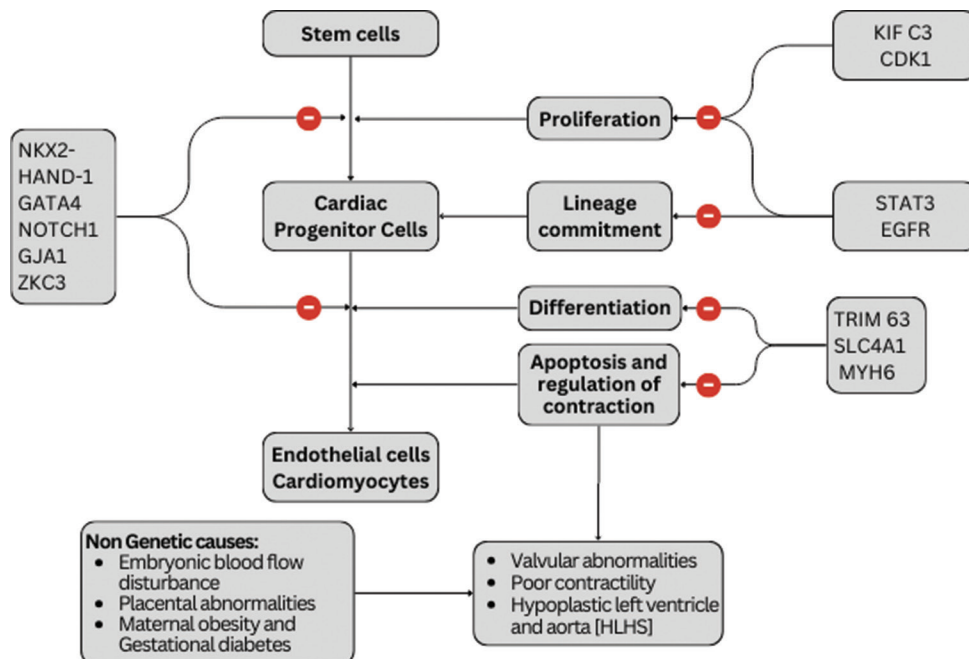 Stem cells
KIF C3
CDK1
Proliferation
NKX2-
HAND-1
GATA4
NOTCH1
GJA1
ZKC3
Cardiac
Progenitor Cells
Lineage
commitment
STAT3
EGFR
Differentiation
TRIM 63
SLC4A1
MYH6
Apoptosis and
regulation of
contraction
Endothelial cells
Cardiomyocytes
Non Genetic causes:
• Embryonic blood flow
disturbance
• Placental abnormalities
• Maternal obesity and
Gestational diabetes
• Valvular abnormalities
• Poor contractility
• Hypoplastic left ventricle
and aorta [HLHS]